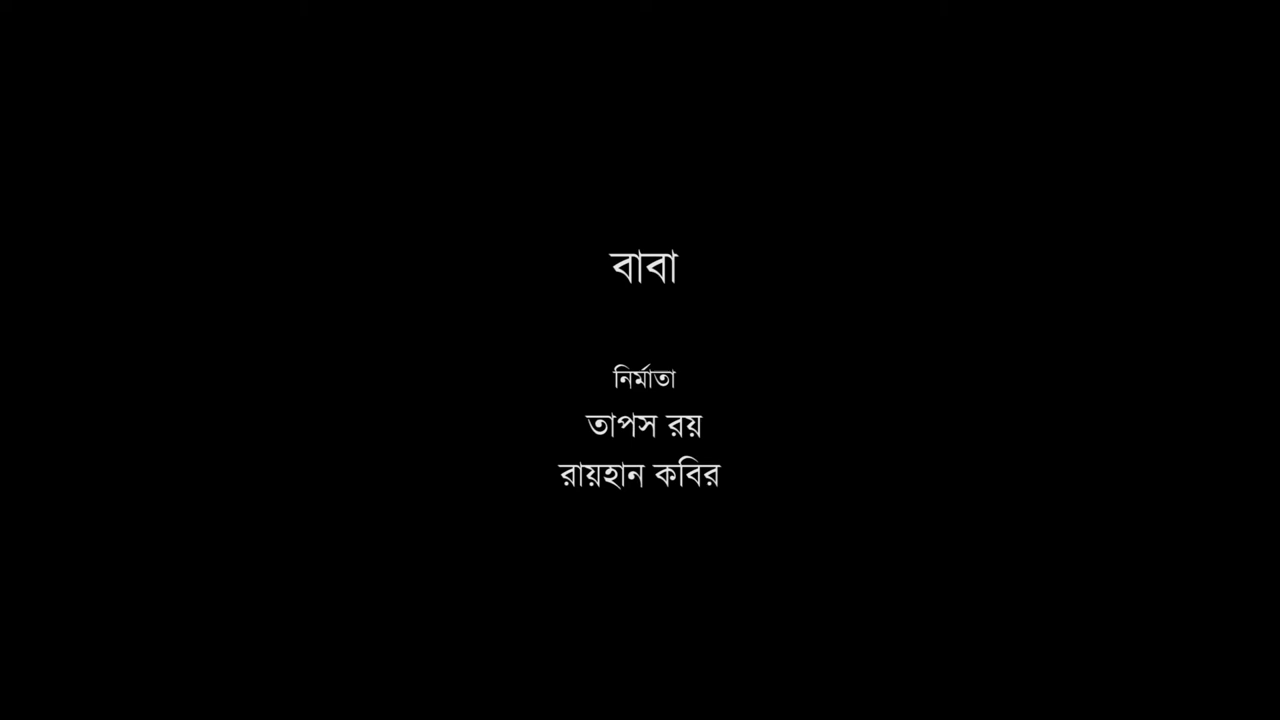 বাবা
নির্মাতা
তাপস রয়
রায়হান কবির